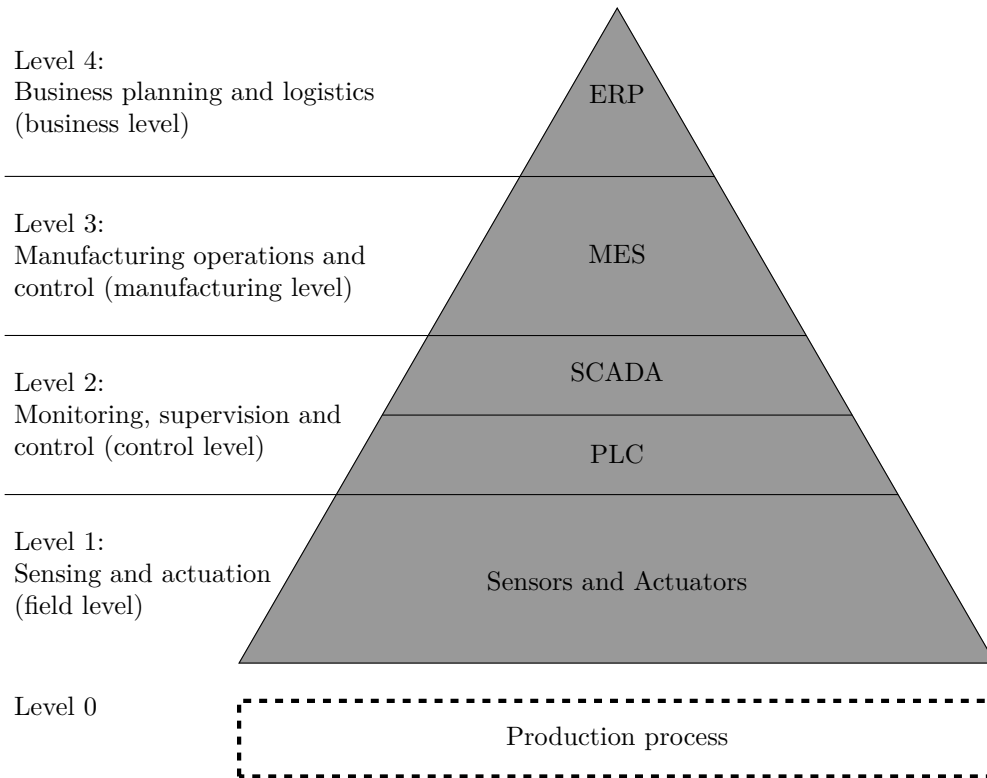 Level 4:
Business planning and logistics
(business level)
ERP
Level 3:
Manufacturing operations and
control (manufacturing level)
MES
Level 2:
Monitoring, supervision and
control (control level)
SCADA
PLC
Level 1:
Sensing and actuation
(field level)
Sensors and Actuators
Level 0
Production process